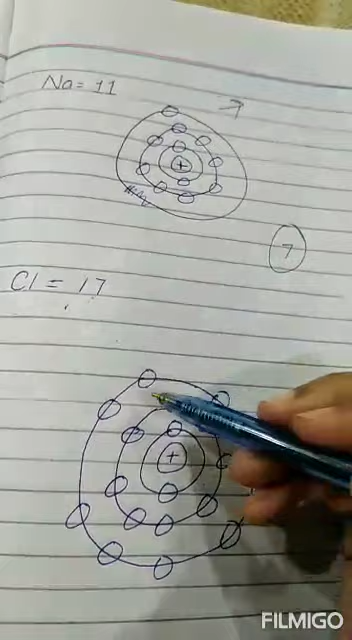 Na = 11
+
7
Cl = 17
+
FILMIGO